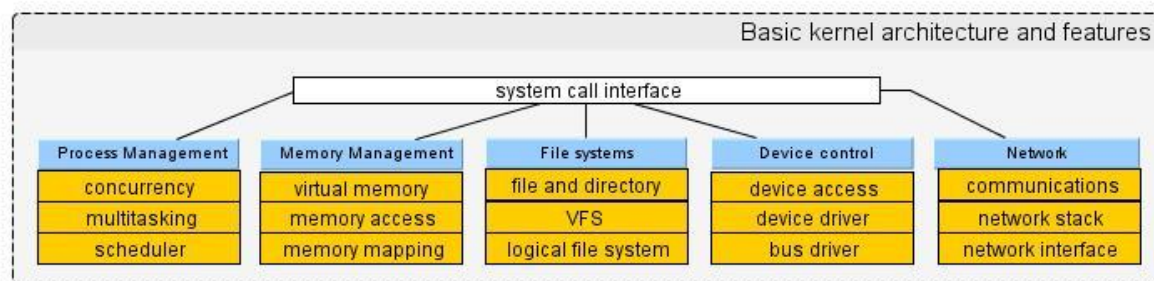 Basic kernel architecture and features
system call interface
Process Management
concurrency
multitasking
scheduler
Memory Management
virtual memory
memory access
memory mapping
File systems
file and directory
VFS
logical file system
Device control
device access
device driver
bus driver
Network
communications
network stack
network interface